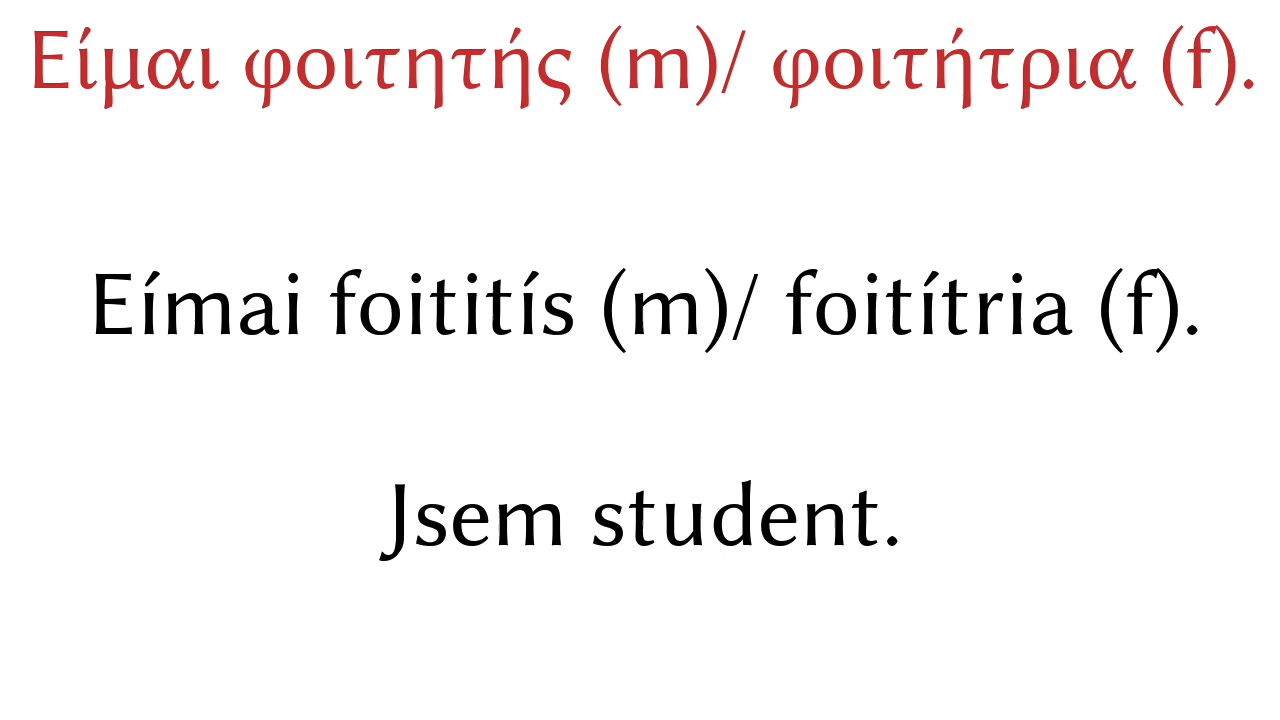 Είμαι φοιτητής (m)/ φοιτήτρια (f).
Eímai foititís (m)/ foitítria (f).
Jsem student.